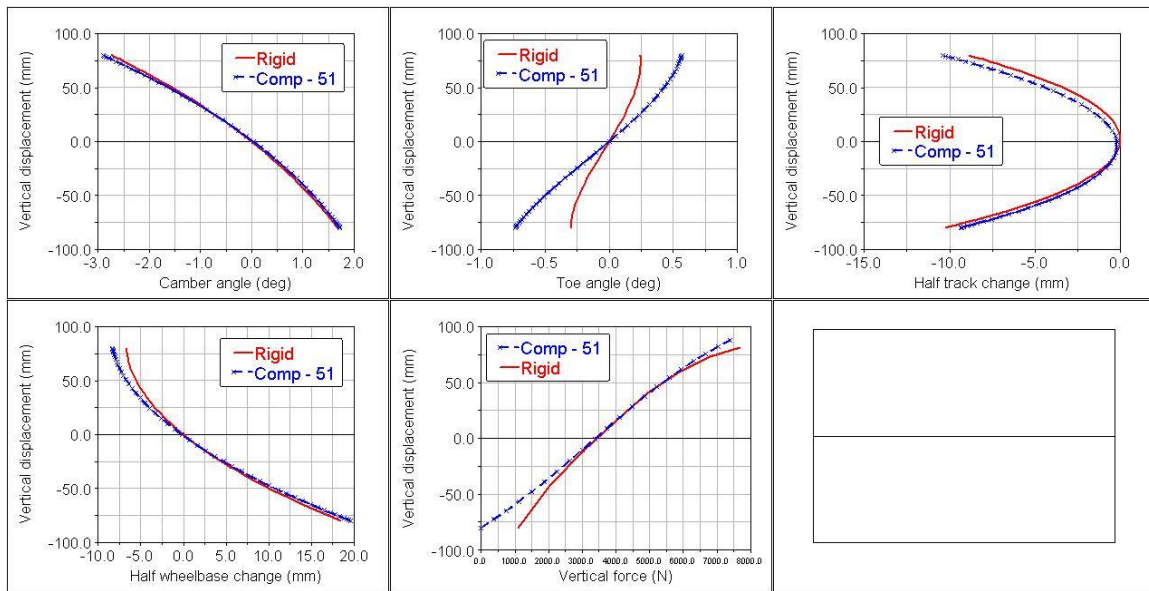 100.0
50.0
0.0
-50.0
-100.0
-3.0 -2.0 -1.0 0.0 1.0 2.0
Vertical displacement (mm)
Camber angle (deg)
Rigid
Comp - 51
100.0
50.0
0.0
-50.0
-100.0
-1.0 -0.5 0.0 0.5 1.0
Vertical displacement (mm)
Toe angle (deg)
Rigid
Comp - 51
100.0
50.0
0.0
-50.0
-100.0
-15.0 -10.0 -5.0 0.0
Vertical displacement (mm)
Half track change (mm)
Rigid
Comp - 51
100.0
50.0
0.0
-50.0
-100.0
-10.0 -5.0 0.0 5.0 10.0 15.0 20.0
Vertical displacement (mm)
Half wheelbase change (mm)
Rigid
Comp - 51
100.0
50.0
0.0
-50.0
-100.0
0.0 1000.0 2000.0 3000.0 4000.0 5000.0 6000.0 7000.0 8000.0
Vertical displacement (mm)
Vertical force (N)
Comp - 51
Rigid